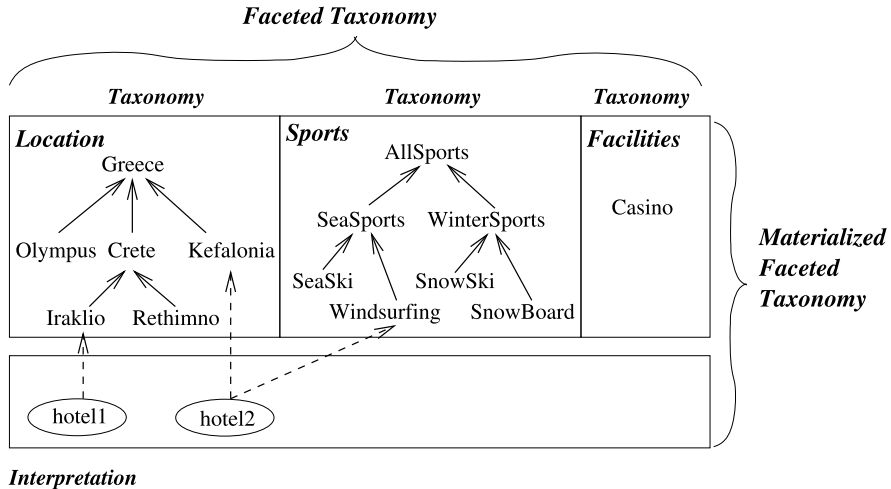 Faceted Taxonomy
Taxonomy Taxonomy Taxonomy
Location Sports Facilities
Greece AllSports
Casino
Olympus Crete Kefalonia SeaSports WinterSports
SeaSki SnowSki
Iraklio Rethimno Windsurfing SnowBoard
Materialized
Faceted
Taxonomy
hotel1 hotel2
Interpretation